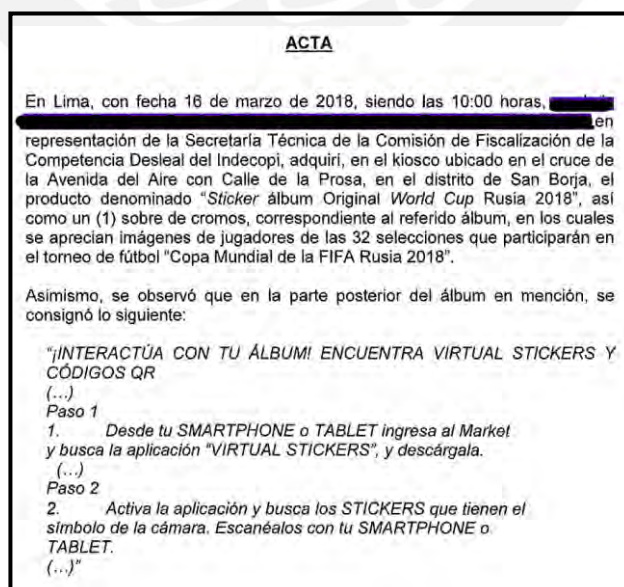 ACTA
En Lima, con fecha 16 de marzo de 2018, siendo las 10:00 horas,
en
representación de la Secretaría Técnica de la Comisión de Fiscalización de la
Competencia Desleal del Indecopi, adquirí, en el kiosco ubicado en el cruce de
la Avenida del Aire con Calle de la Prosa, en el distrito de San Borja, el
producto denominado "Sticker álbum Original World Cup Rusia 2018", así
como un (1) sobre de cromos, correspondiente al referido álbum, en los cuales
se aprecian imágenes de jugadores de las 32 selecciones que participarán en
el torneo de fútbol "Copa Mundial de la FIFA Rusia 2018".
Asimismo, se observó que en la parte posterior del álbum en mención, se
consignó lo siguiente:
"¡INTERACTÚA CON TU ÁLBUM! ENCUENTRA VIRTUAL STICKERS Y
CÓDIGOS QR
(...)
Paso 1
1. Desde tu SMARTPHONE o TABLET ingresa al Market
y busca la aplicación "VIRTUAL STICKERS", y descárgala.
(...)
Paso 2
2. Activa la aplicación y busca los STICKERS que tienen el
símbolo de la cámara. Escanéalos con tu SMARTPHONE o
TABLET.
(...)"